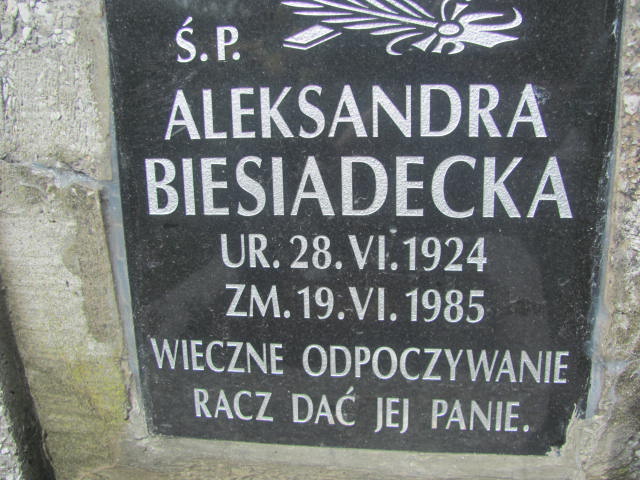 Ś.P.
ALEKSANDRA
BIESIADECKA
UR. 28.VI.1924
ZM. 19.VI.1985
WIECZNE ODPOCZYWANIE
RACZ DAĆ JEJ PANIE.